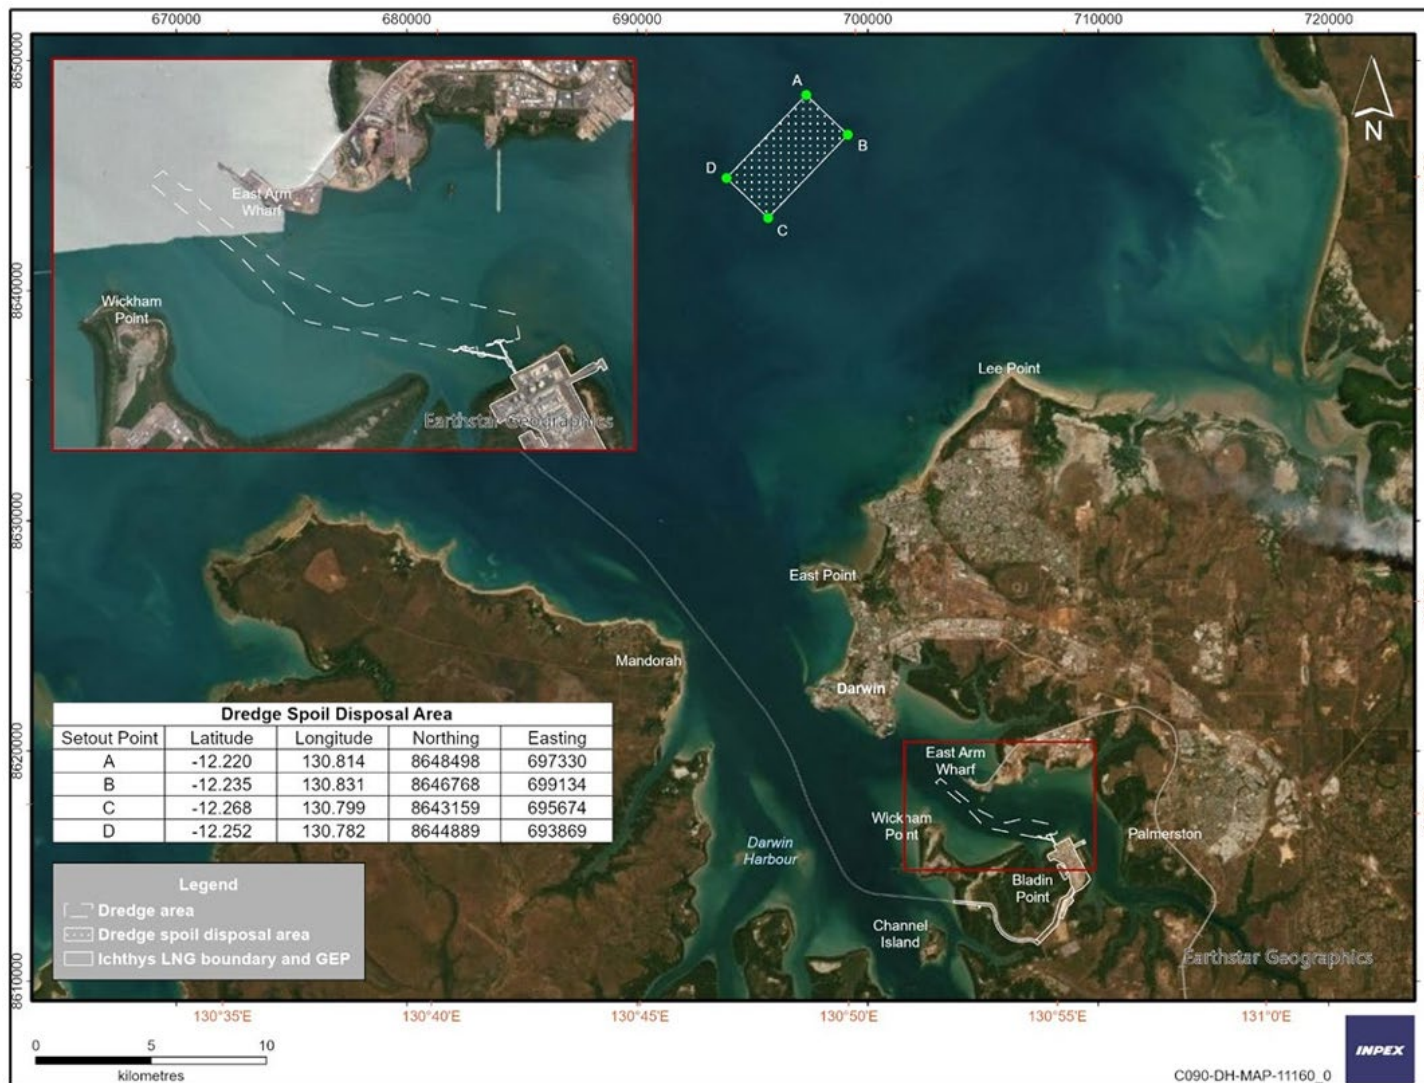 670000 680000 690000 700000 710000 720000
8650000
8640000
8630000
8620000
8610000
N
A
B
C
D
East Arm
Wharf
Wickham
Point
Earthstar Geographics
Lee Point
East Point
Mandorah
Darwin
East Arm
Wharf
Wickham
Point
Palmerston
Darwin
Harbour
Bladin
Point
Channel
Island
Earthstar Geographics
Dredge Spoil Disposal Area
Setout Point Latitude Longitude Northing Easting
A -12.220 130.814 8648498 697330
B -12.235 130.831 8646768 699134
C -12.268 130.799 8643159 695674
D -12.252 130.782 8644889 693869
Legend
Dredge area
Dredge spoil disposal area
Ichthys LNG boundary and GEP
130°35'E 130°40'E 130°45'E 130°50'E 130°55'E 131°0'E
0 5 10
kilometres
INPEX
C090-DH-MAP-11160_0